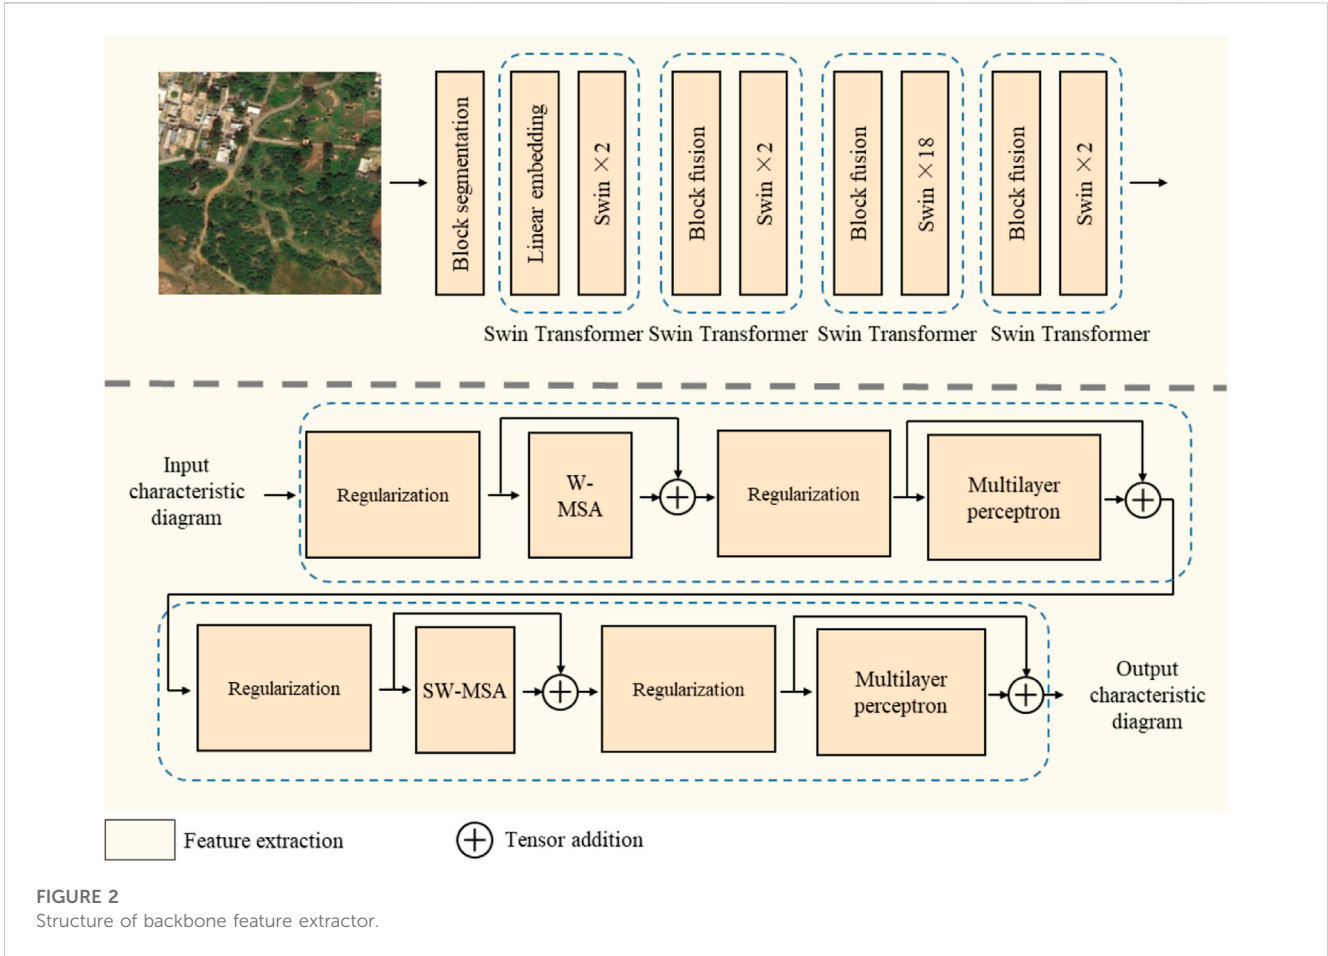 Block segmentation
Linear embedding
Swin ×2
Block fusion
Swin ×2
Block fusion
Swin ×18
Block fusion
Swin ×2
Swin Transformer
Swin Transformer
Swin Transformer
Swin Transformer
Input
characteristic
diagram
Regularization
W-
MSA
Regularization
Multilayer
perceptron
Regularization
SW-MSA
Regularization
Multilayer
perceptron
Output
characteristic
diagram
Feature extraction
Tensor addition
FIGURE 2
Structure of backbone feature extractor.